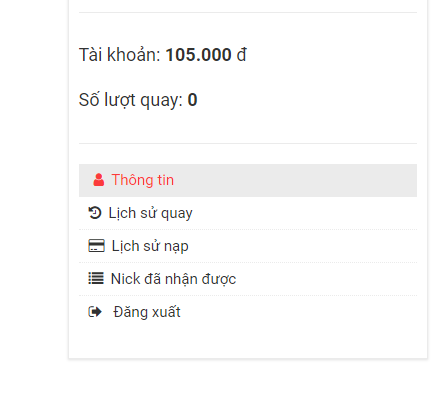 Tài khoản: 105.000 đ
Số lượt quay: 0
Thông tin
Lịch sử quay
Lịch sử nạp
Nick đã nhận được
Đăng xuất